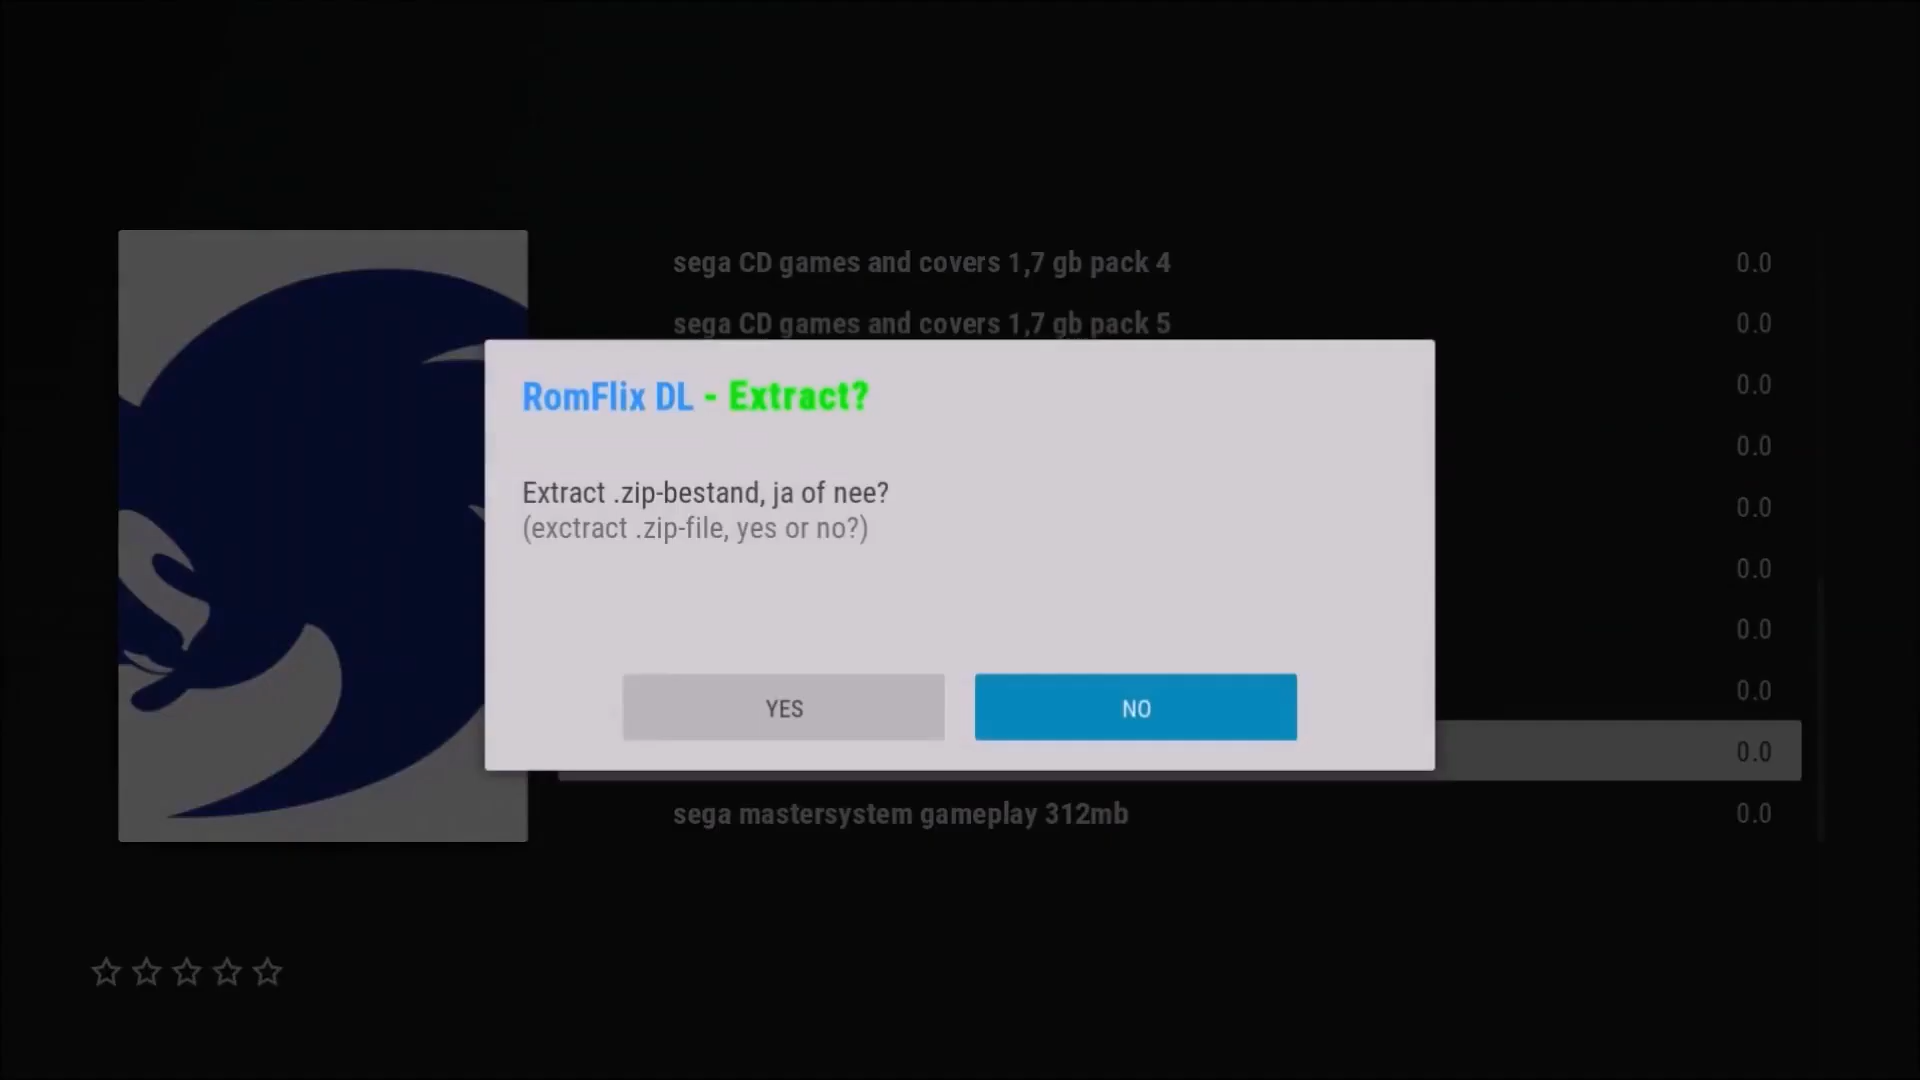 sega CD games and covers 1,7 gb pack 4 0.0
sega CD games and covers 1,7 gb pack 5 0.0
0.0
RomFlix DL - Extract?
0.0
Extract .zip-bestand, ja of nee?
0.0
(exctract .zip-file, yes or no?)
0.0
0.0
0.0
YES NO
0.0
sega mastersystem gameplay 312mb 0.0